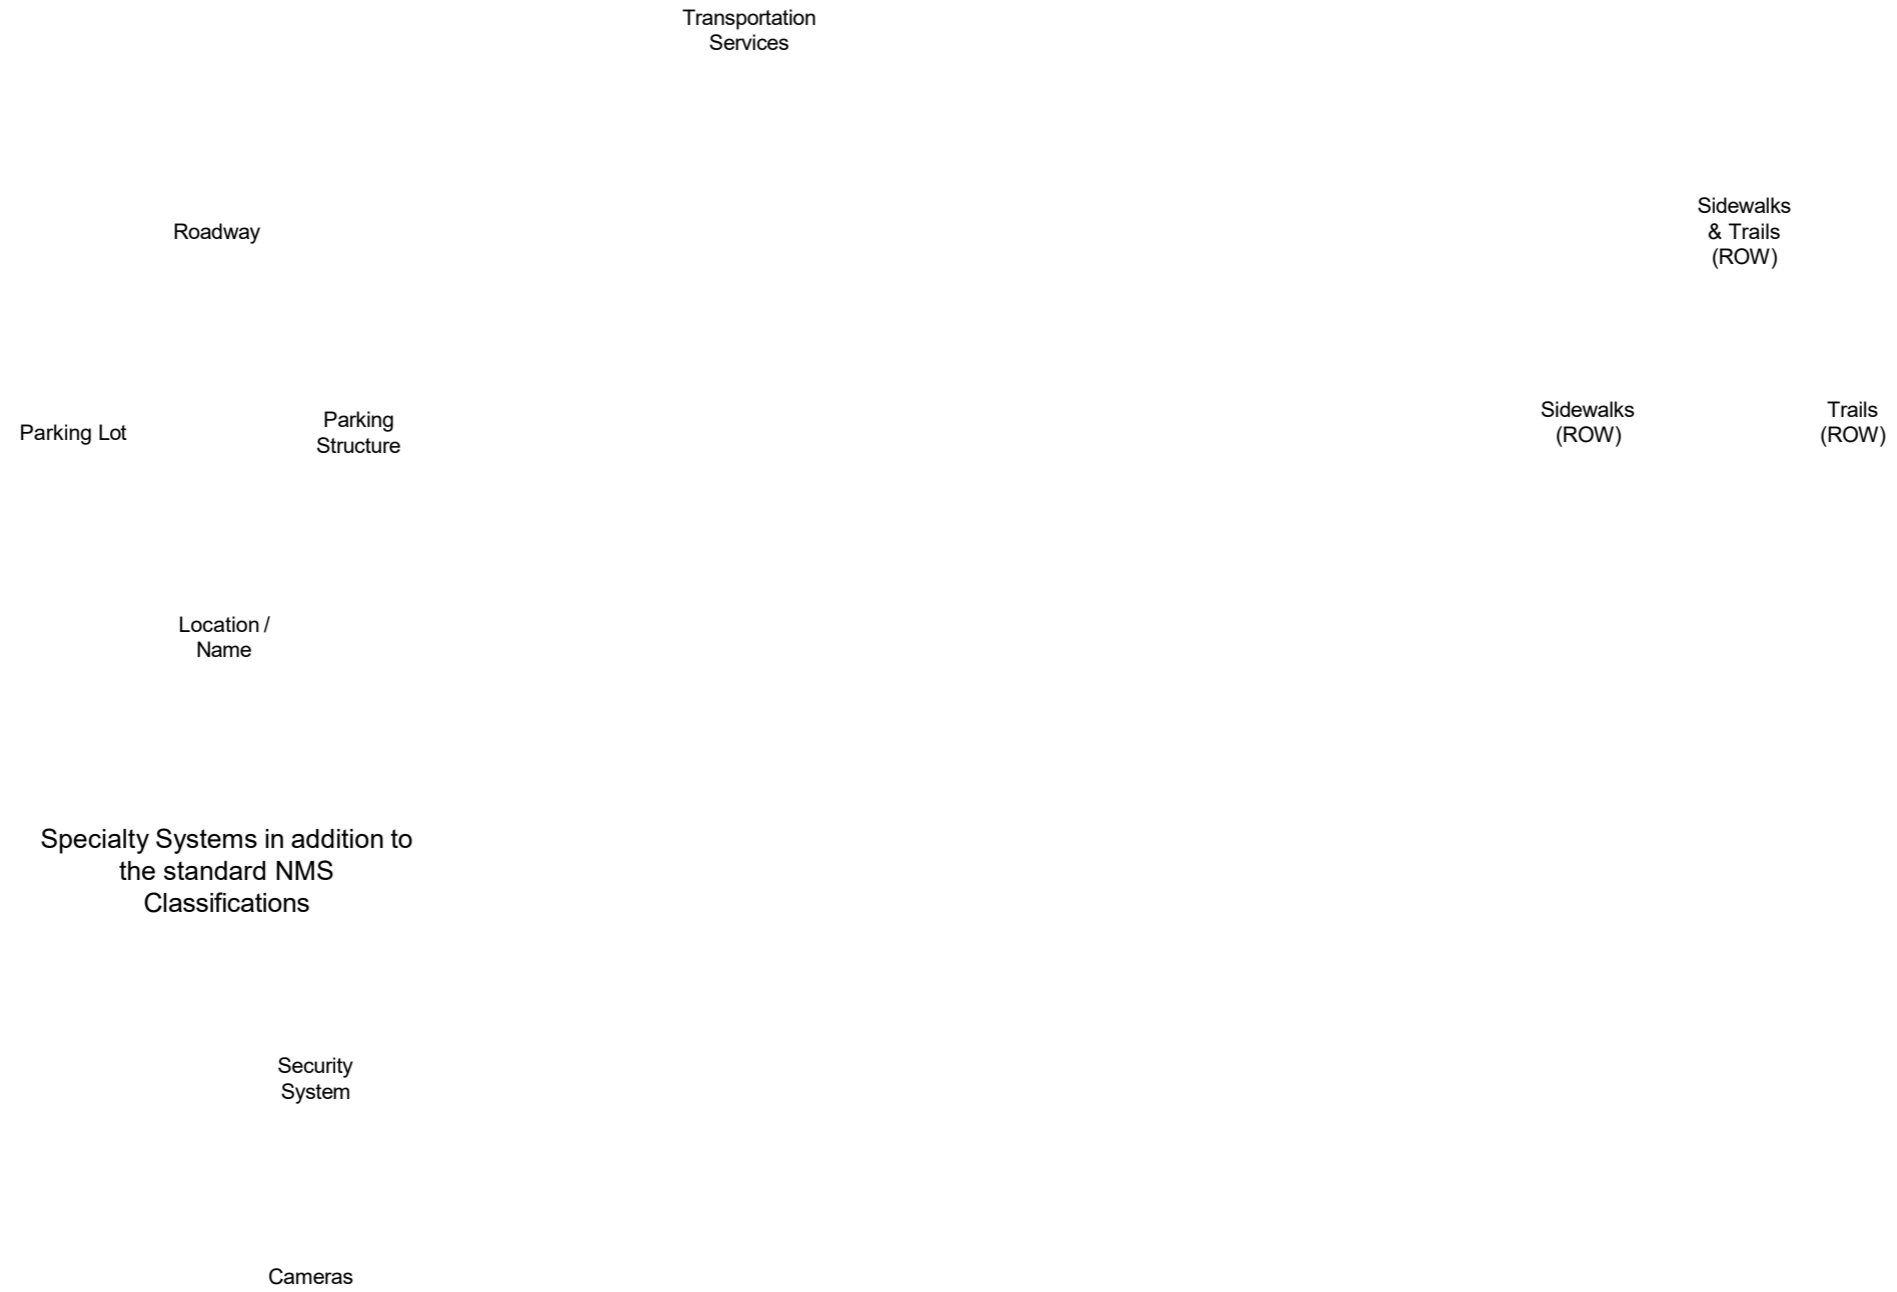 Transportation
Services
Roadway
Sidewalks
& Trails
(ROW)
Parking Lot
Parking
Structure
Sidewalks
(ROW)
Trails
(ROW)
Location /
Name
Specialty Systems in addition to
the standard NMS
Classifications
Security
System
Cameras